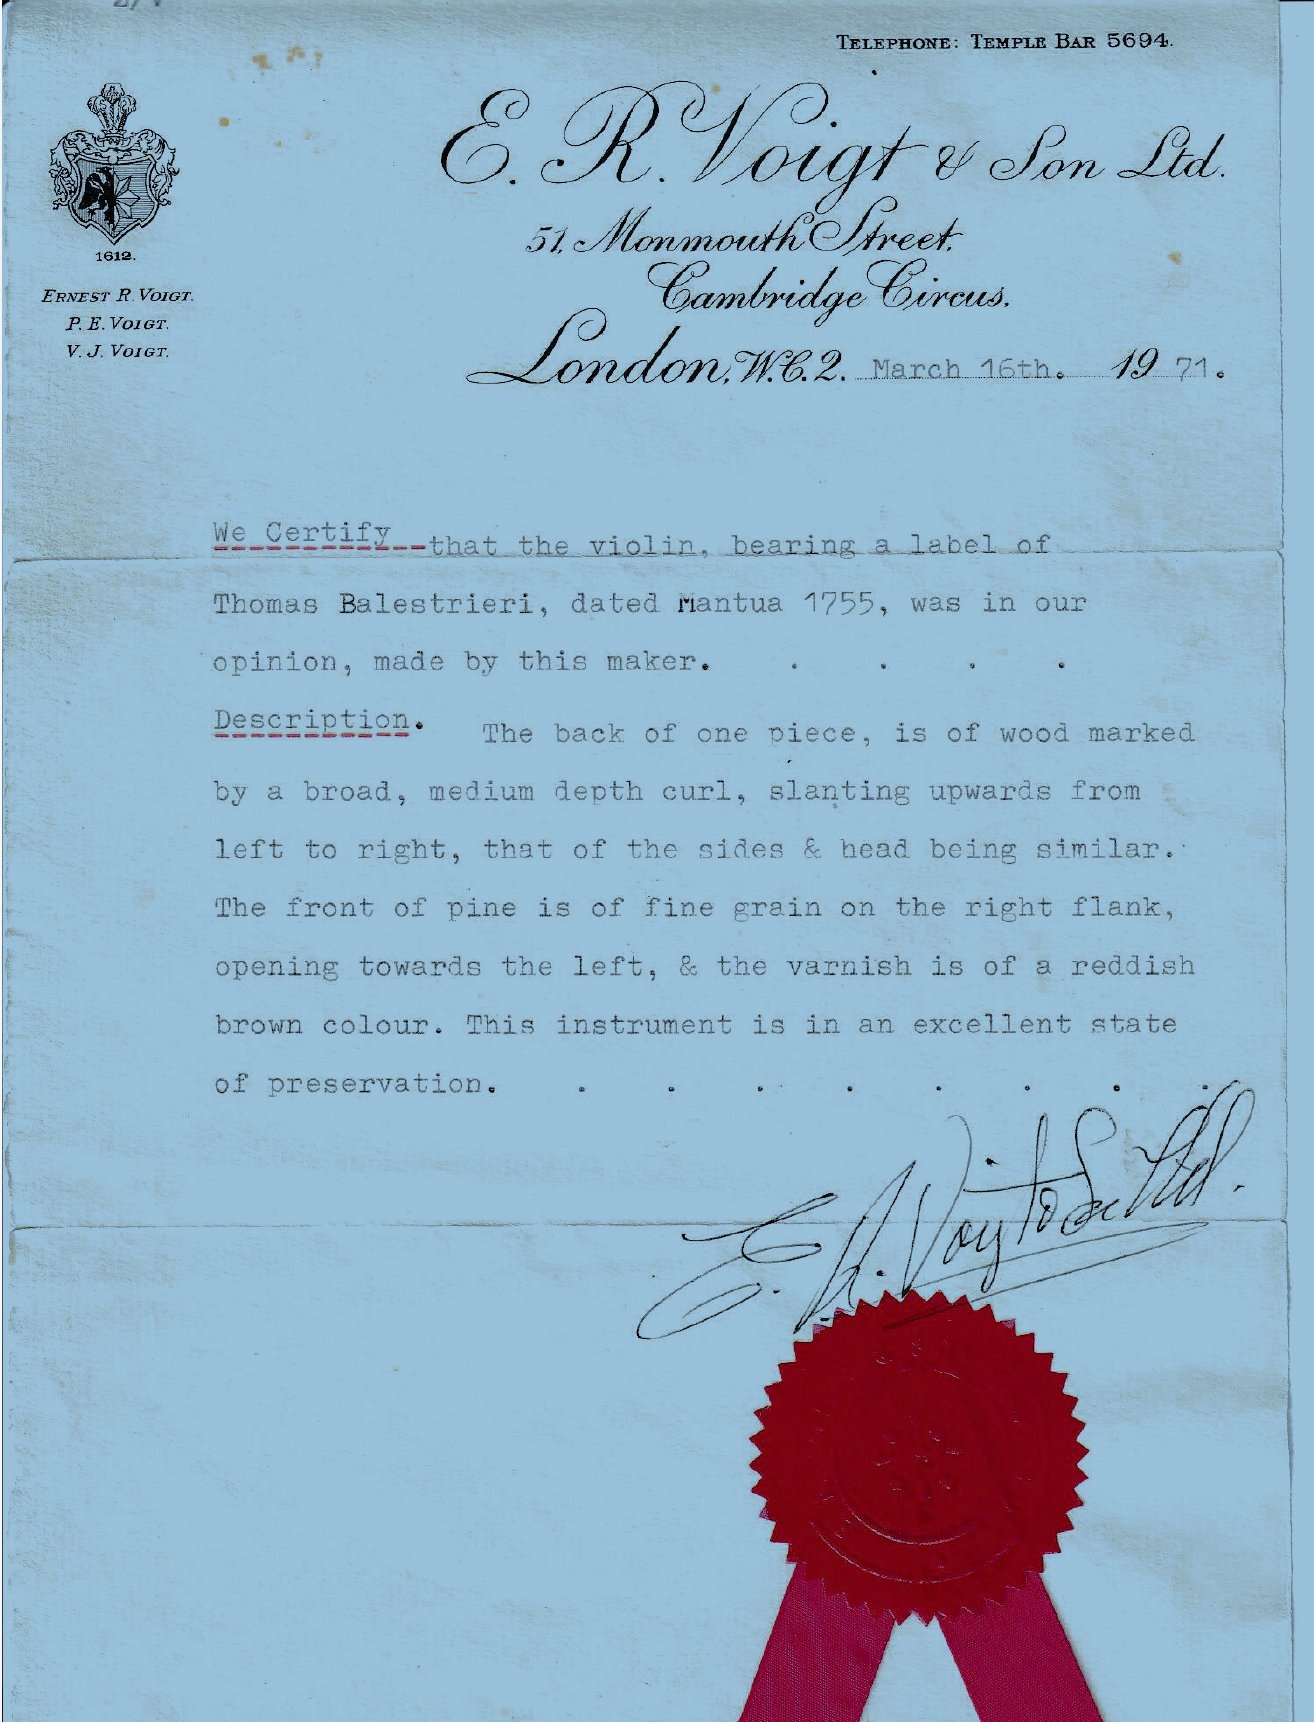 TELEPHONE: TEMPLE BAR 5694.
E. R. Voigt & Son Ltd.
51, Monmouth Street,
Cambridge Circus.
London, W.C.2. March 16th. 1971.
1612.
ERNEST R. VOIGT.
P. E. VOIGT.
V. J. VOIGT.
We Certify that the violin, bearing a label of
Thomas Balestrieri, dated Mantua 1755, was in our
opinion, made by this maker. . . . .
Description. The back of one piece, is of wood marked
by a broad, medium depth curl, slanting upwards from
left to right, that of the sides & head being similar.
The front of pine is of fine grain on the right flank,
opening towards the left, & the varnish is of a reddish
brown colour. This instrument is in an excellent state
of preservation. . . . . . . . .
E. R. Voigt & Son Ltd.